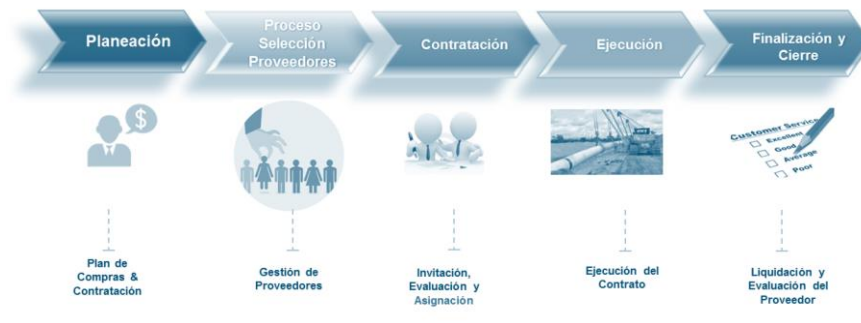 Planeación
Proceso
Selección
Proveedores
Contratación
Ejecución
Finalización y
Cierre
$
Customer Service
Excellent
Good
Average
Poor
Plan de
Compras &
Contratación
Gestión de
Proveedores
Invitación,
Evaluación y
Asignación
Ejecución del
Contrato
Liquidación y
Evaluación del
Proveedor